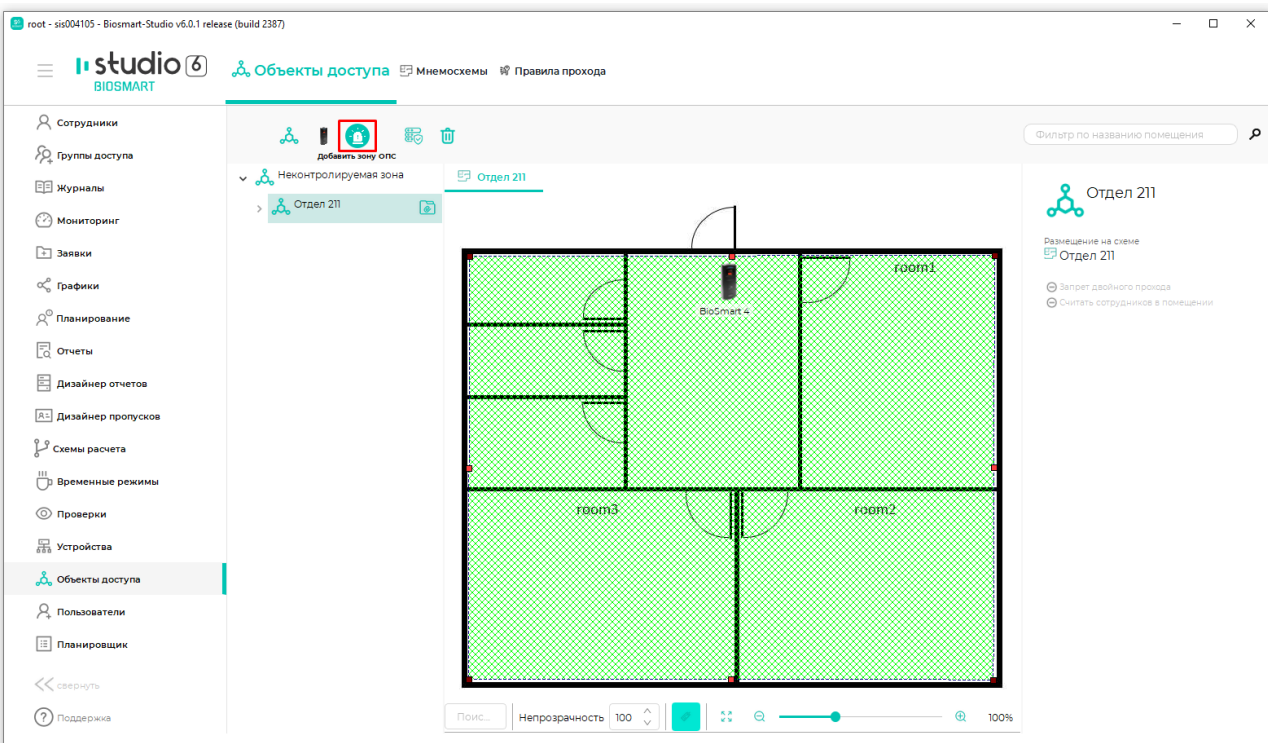 root - sis004105 - Biosmart-Studio v6.0.1 release (build 2387)
studio 6
BIOSMART
Объекты доступа
Мнемосхемы
Правила прохода
Сотрудники
Группы доступа
Журналы
Мониторинг
Заявки
Графики
Планирование
Отчеты
Дизайнер отчетов
Дизайнер пропусков
Схемы расчета
Временные режимы
Проверки
Устройства
Объекты доступа
Пользователи
Планировщик
свернуть
Поддержка
Добавить зону ОПС
Фильтр по названию помещения
Неконтролируемая зона
Отдел 211
Отдел 211
room1
BioSmart 4
room3
room2
Поис...
Непрозрачность 100
100%
Отдел 211
Размещение на схеме
Отдел 211
Запрет двойного прохода
Считать сотрудников в помещении